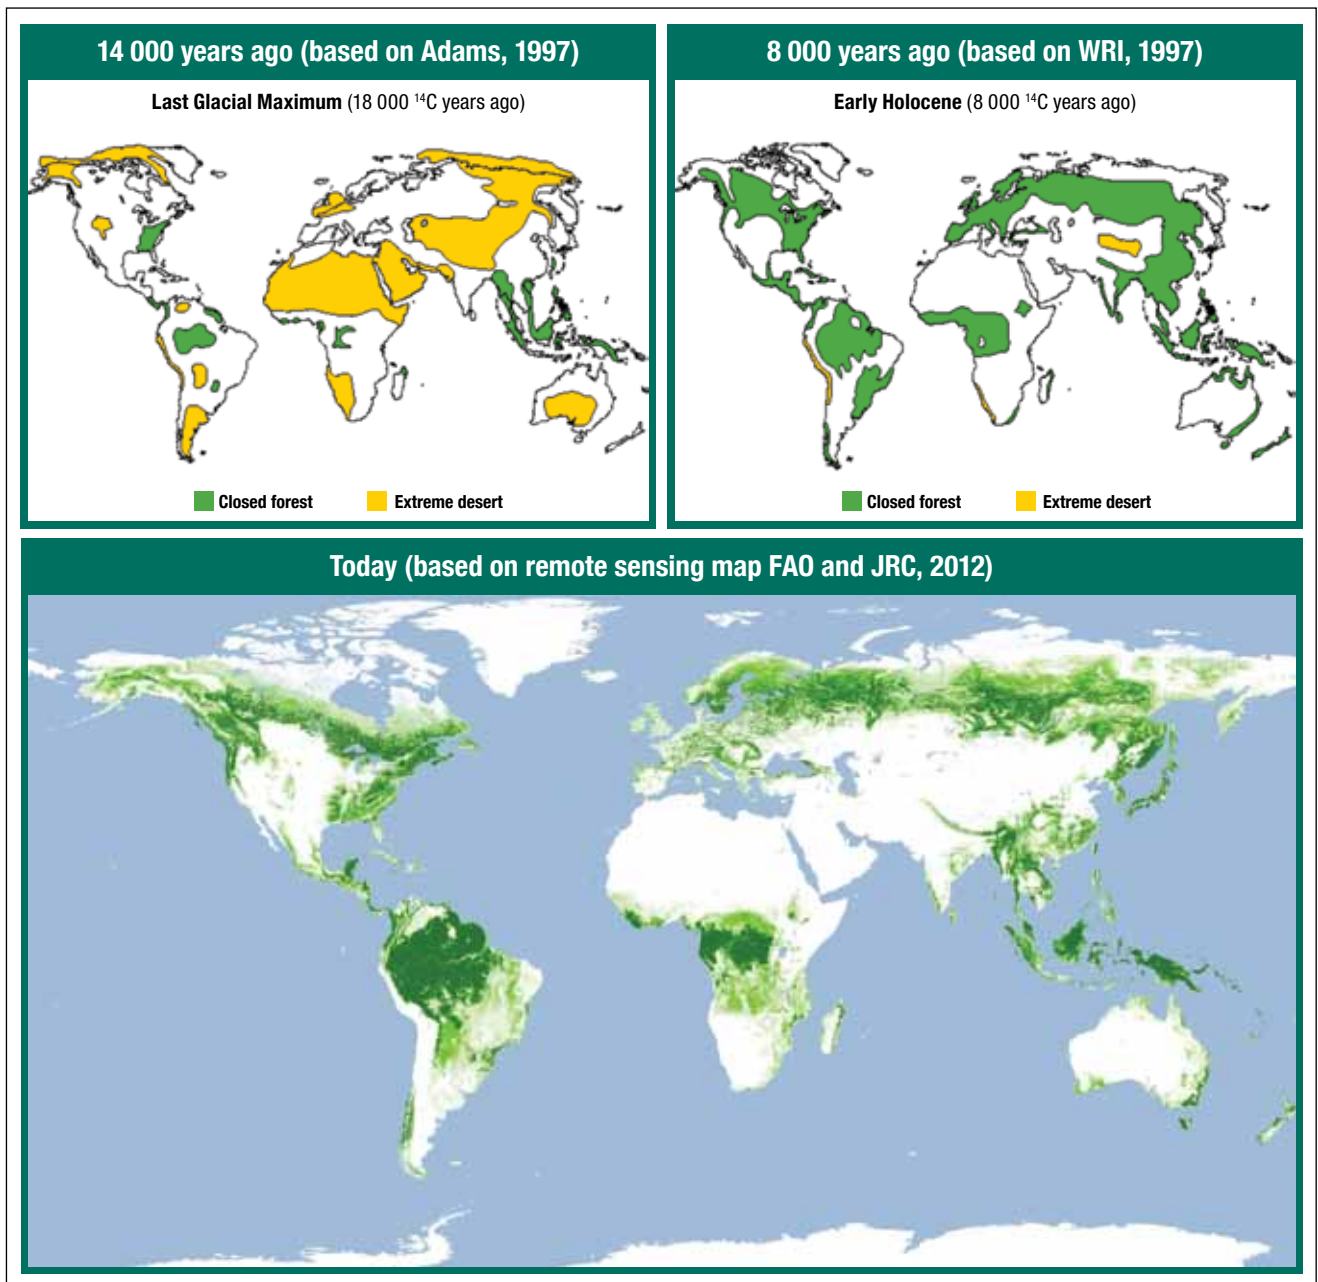 14 000 years ago (based on Adams, 1997)
Last Glacial Maximum (18 000 ¹⁴C years ago)
Closed forest
Extreme desert
8 000 years ago (based on WRI, 1997)
Early Holocene (8 000 ¹⁴C years ago)
Closed forest
Extreme desert
Today (based on remote sensing map FAO and JRC, 2012)